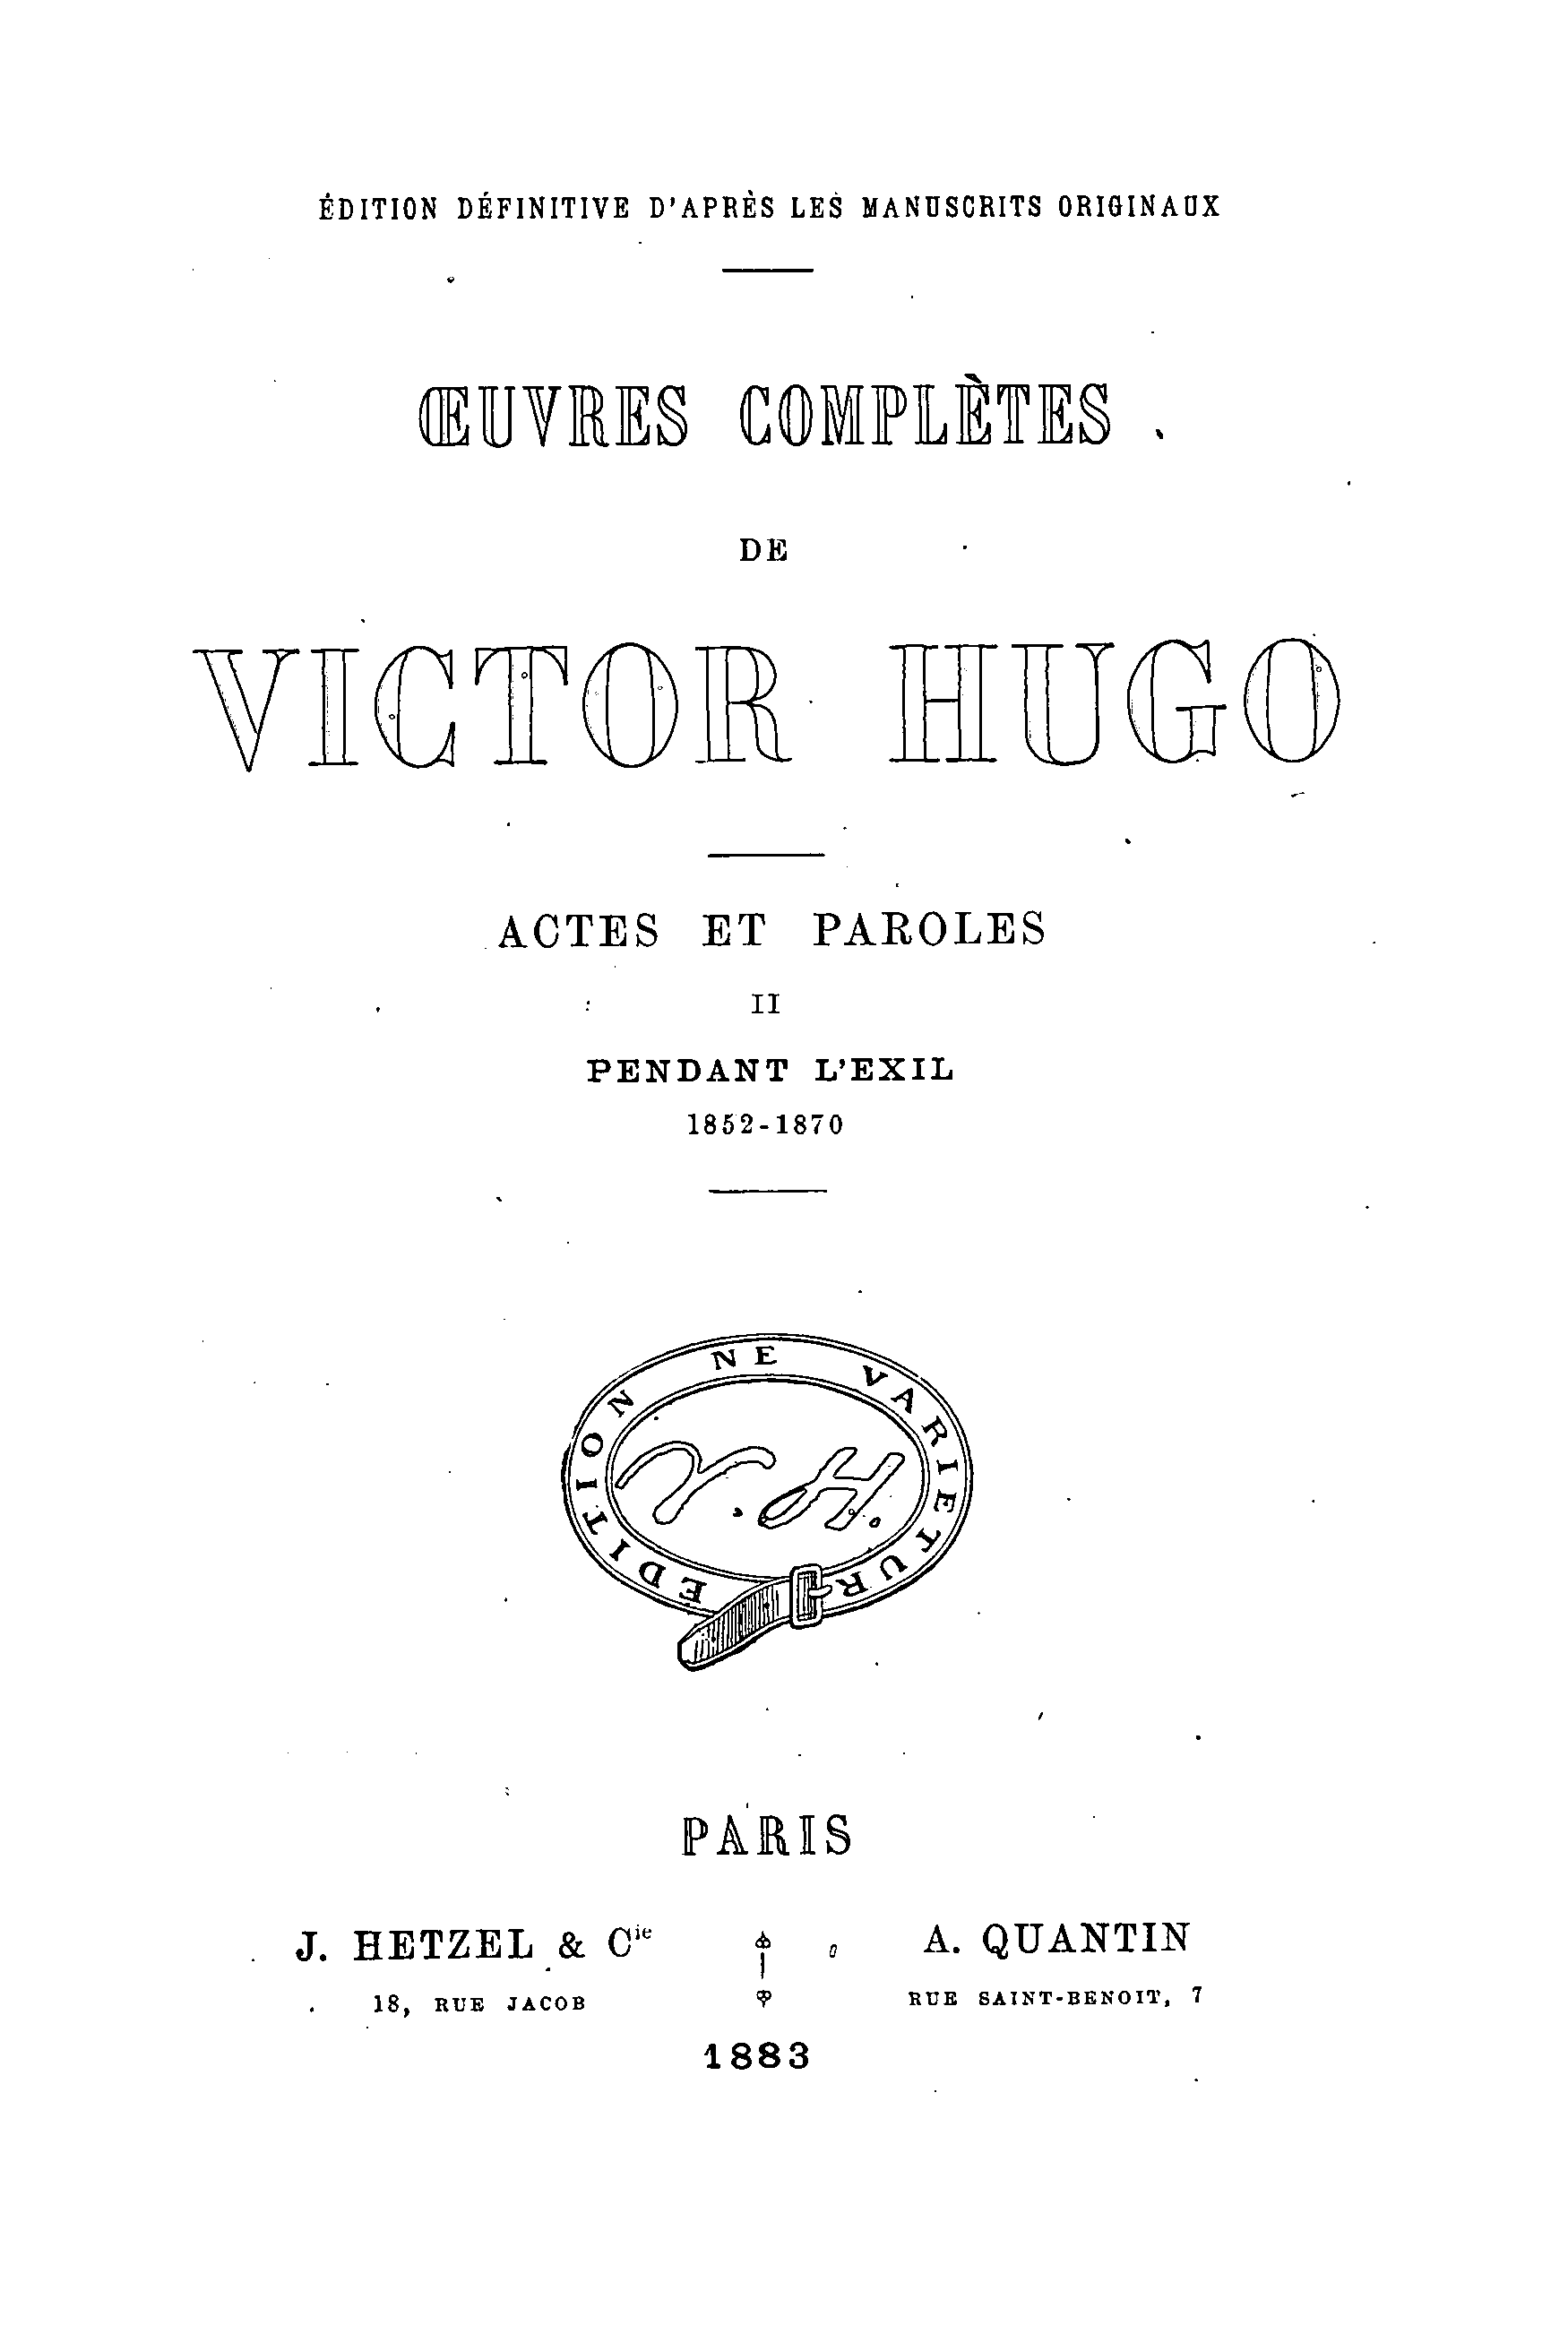 ÉDITION DÉFINITIVE D'APRÈS LES MANUSCRITS ORIGINAUX
ŒUVRES COMPLÈTES
DE
VICTOR HUGO
ACTES ET PAROLES
II
PENDANT L'EXIL
1852-1870
EDITION NE VARIETUR
V. H.
PARIS
J. HETZEL & Cie
18, RUE JACOB
A. QUANTIN
RUE SAINT-BENOIT, 7
1883